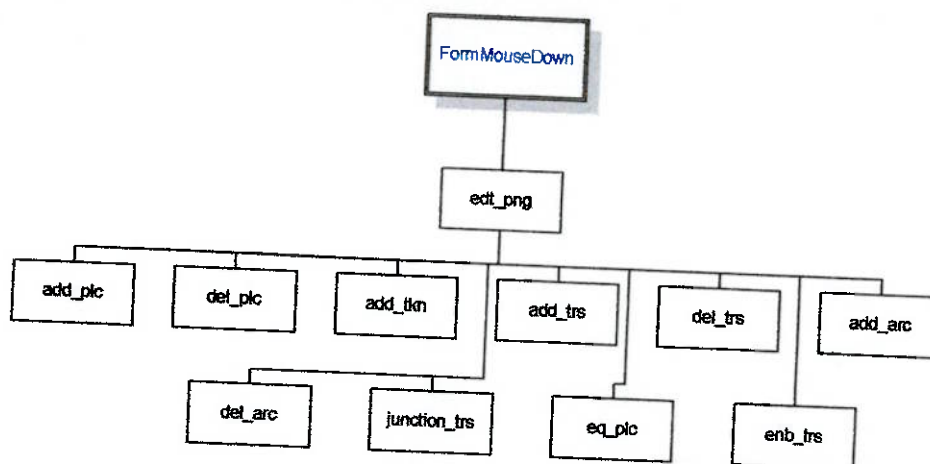 FormMouseDown
edt_png
add_plc
del_plc
add_tkn
add_trs
del_trs
add_arc
del_arc
junction_trs
eq_plc
enb_trs